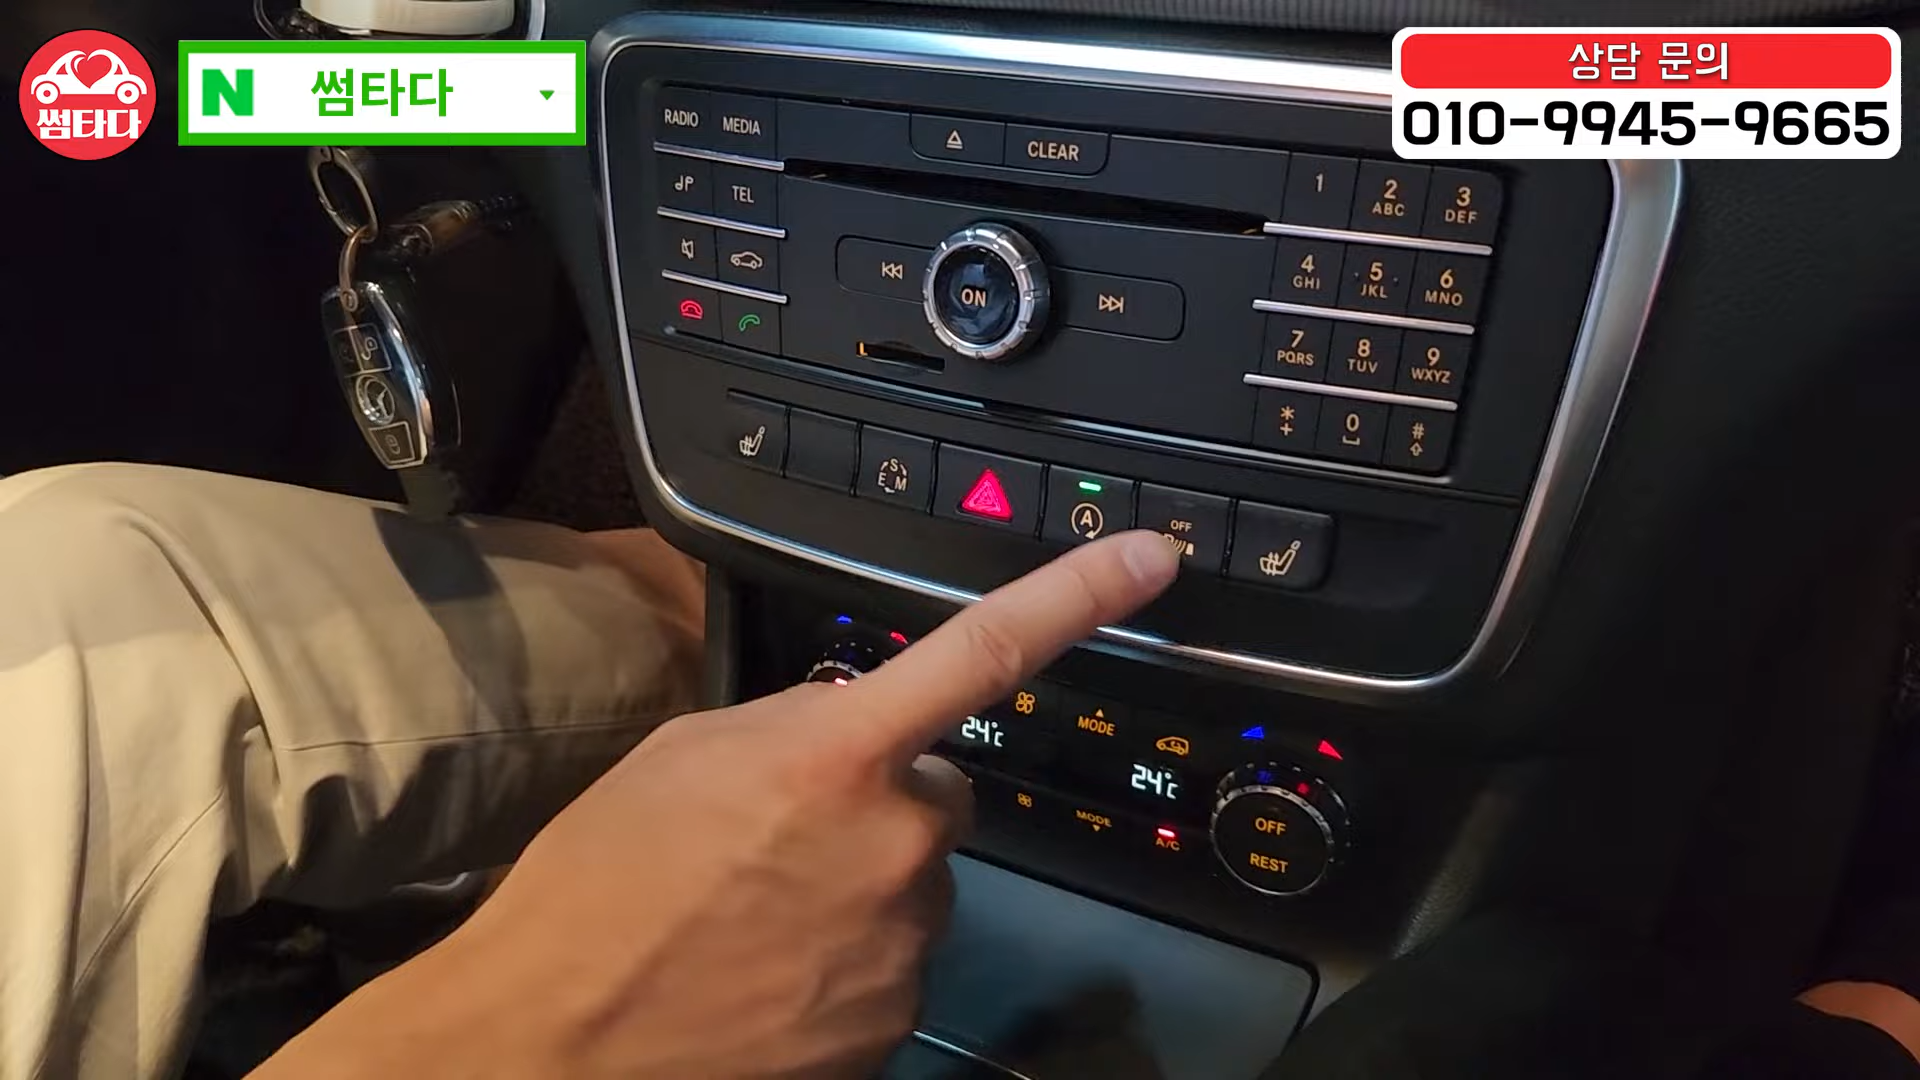 썸타다
N 썸타다
상담 문의
010-9945-9665
RADIO MEDIA
CLEAR
TEL
ON
1 2 ABC 3 DEF
4 GHI 5 JKL 6 MNO
7 PQRS 8 TUV 9 WXYZ
* + 0 #
S
E M
A
OFF
MODE
24°C
24°C
MODE
A/C
OFF
REST